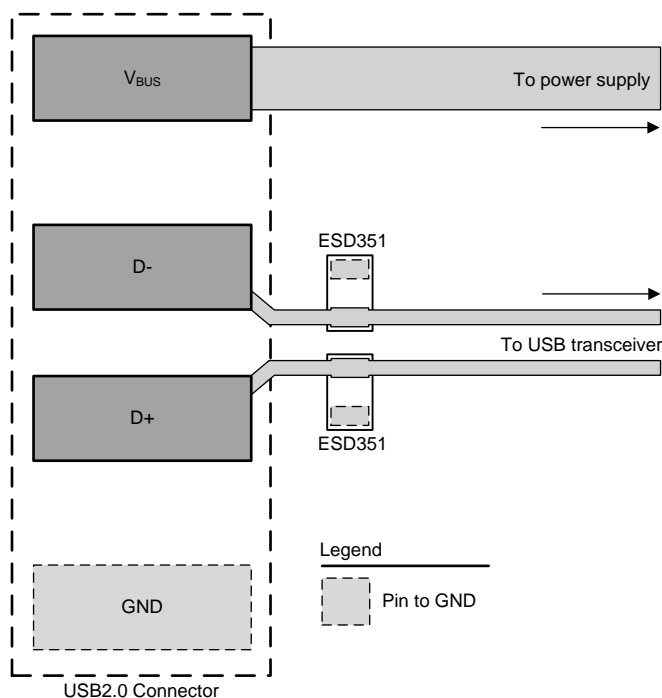 VBUS
To power supply
ESD351
D-
To USB transceiver
D+
ESD351
Legend
GND
Pin to GND
USB2.0 Connector